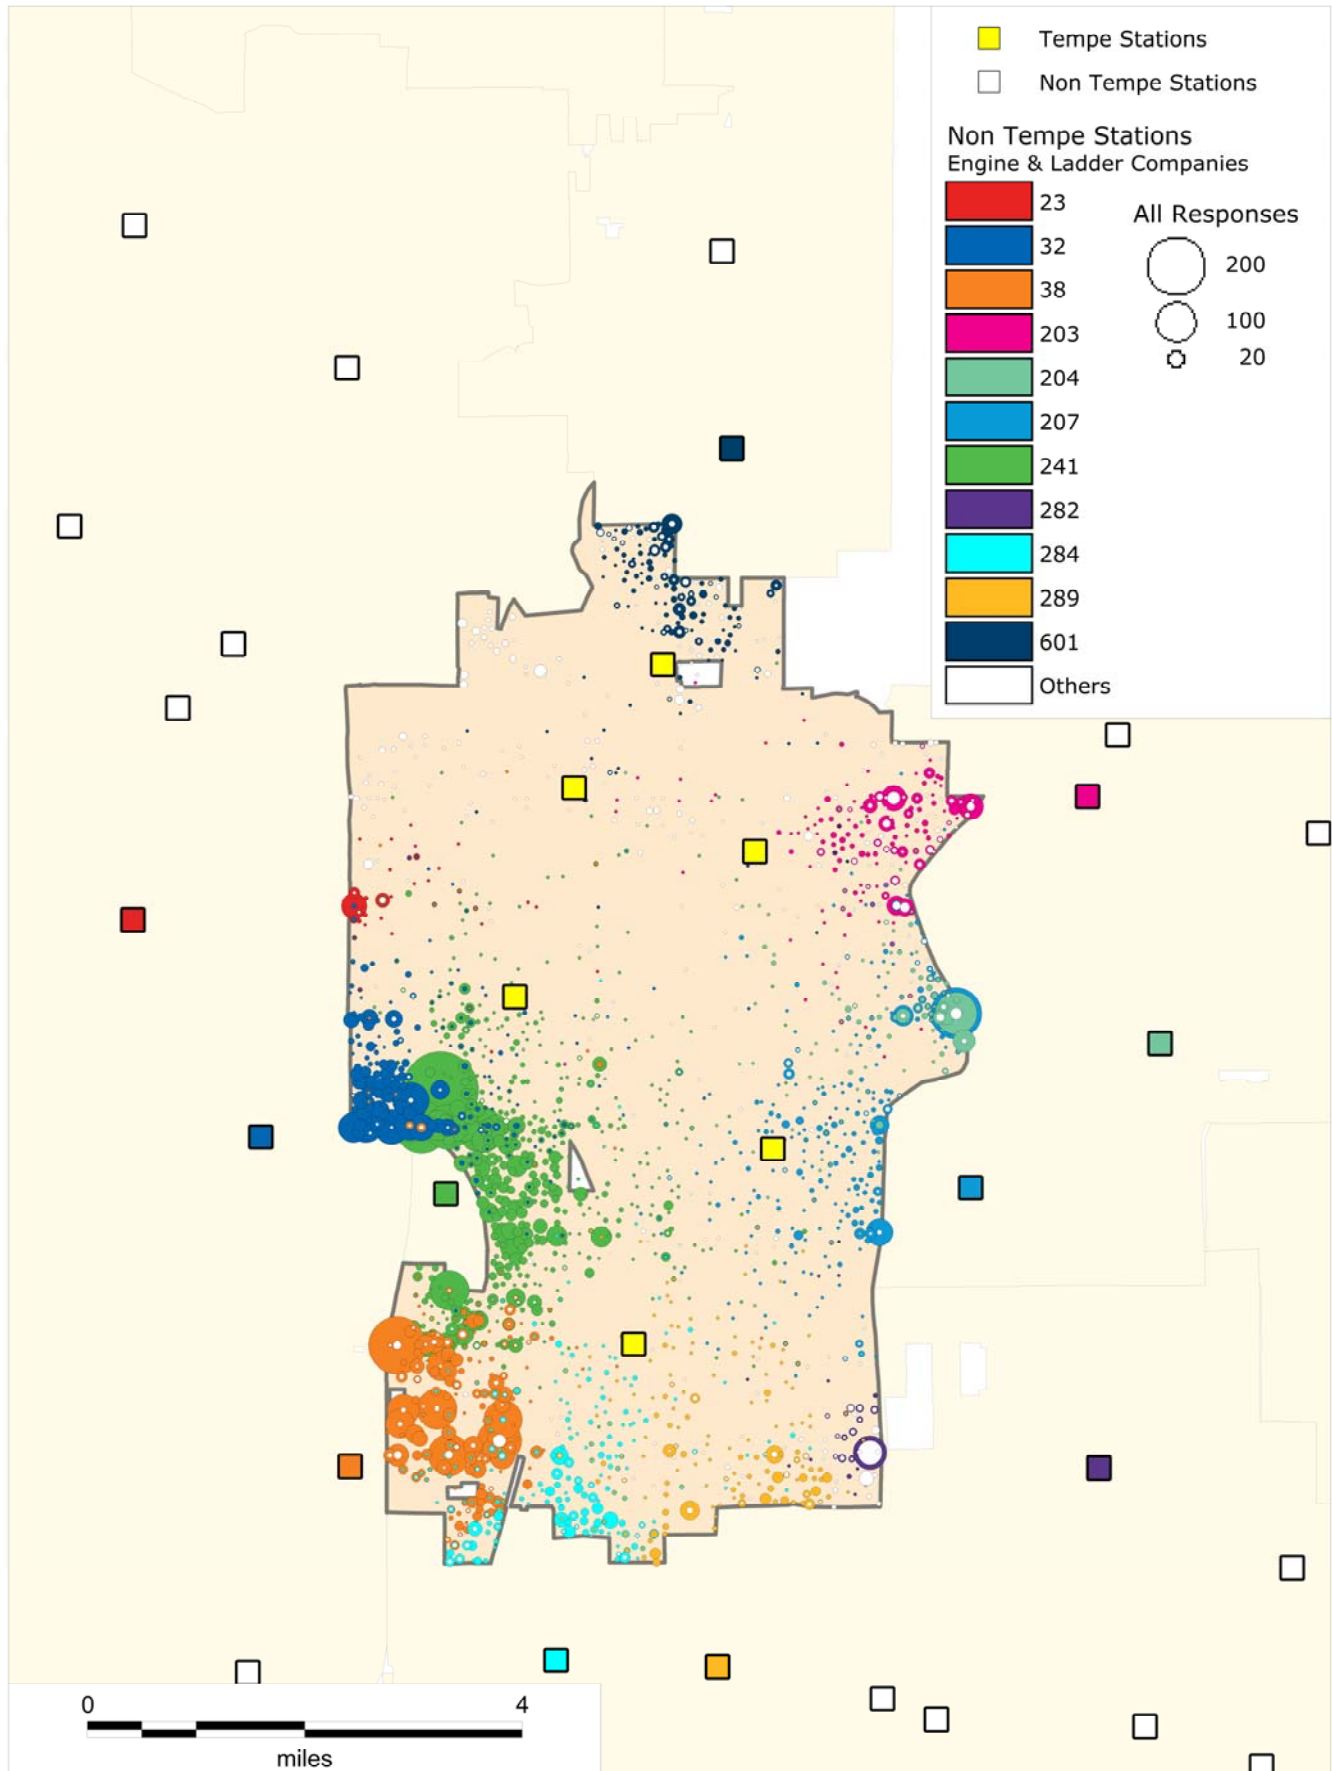 Tempe Stations
Non Tempe Stations
Non Tempe Stations
Engine & Ladder Companies
23
32
38
203
204
207
241
282
284
289
601
Others
All Responses
200
100
20
0 4
miles